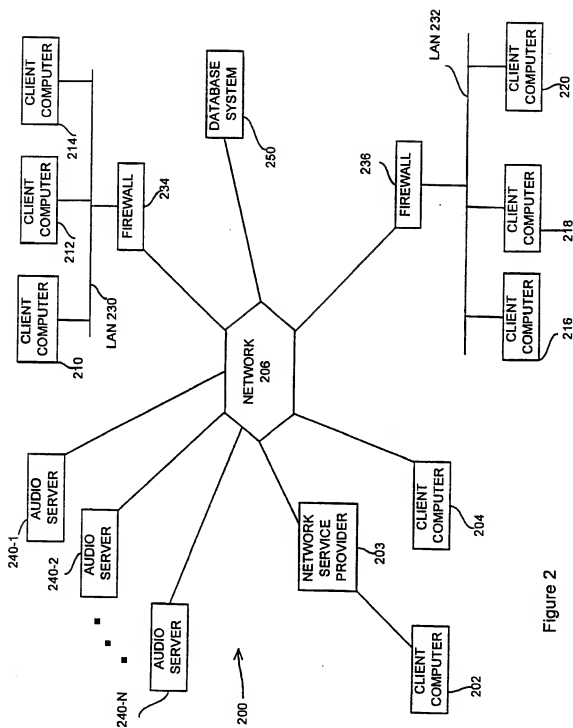 240-1
AUDIO
SERVER
240-2
AUDIO
SERVER
240-N
AUDIO
SERVER
200
CLIENT
COMPUTER
210
CLIENT
COMPUTER
212
CLIENT
COMPUTER
214
LAN 230
FIREWALL
234
NETWORK
206
DATABASE
SYSTEM
250
NETWORK
SERVICE
PROVIDER
203
CLIENT
COMPUTER
202
CLIENT
COMPUTER
204
236
FIREWALL
LAN 232
CLIENT
COMPUTER
216
CLIENT
COMPUTER
218
CLIENT
COMPUTER
220
Figure 2